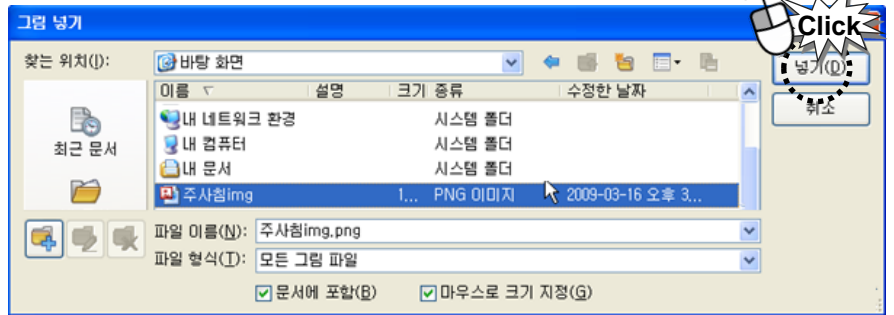 그림 넣기
Click
찾는 위치(I):
바탕 화면
넣기(D)
취소
이름 설명 크기 종류 수정한 날짜
내 네트워크 환경 시스템 폴더
내 컴퓨터 시스템 폴더
내 문서 시스템 폴더
주사침img 1... PNG 이미지 2009-03-16 오후 3...
최근 문서
파일 이름(N): 주사침img.png
파일 형식(T): 모든 그림 파일
문서에 포함(B) 마우스로 크기 지정(G)